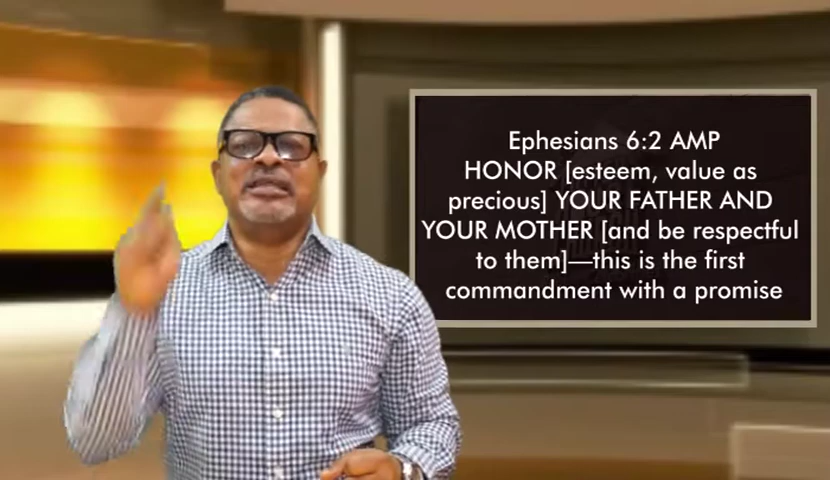 Ephesians 6:2 AMP
HONOR [esteem, value as
precious] YOUR FATHER AND
YOUR MOTHER [and be respectful
to them]—this is the first
commandment with a promise